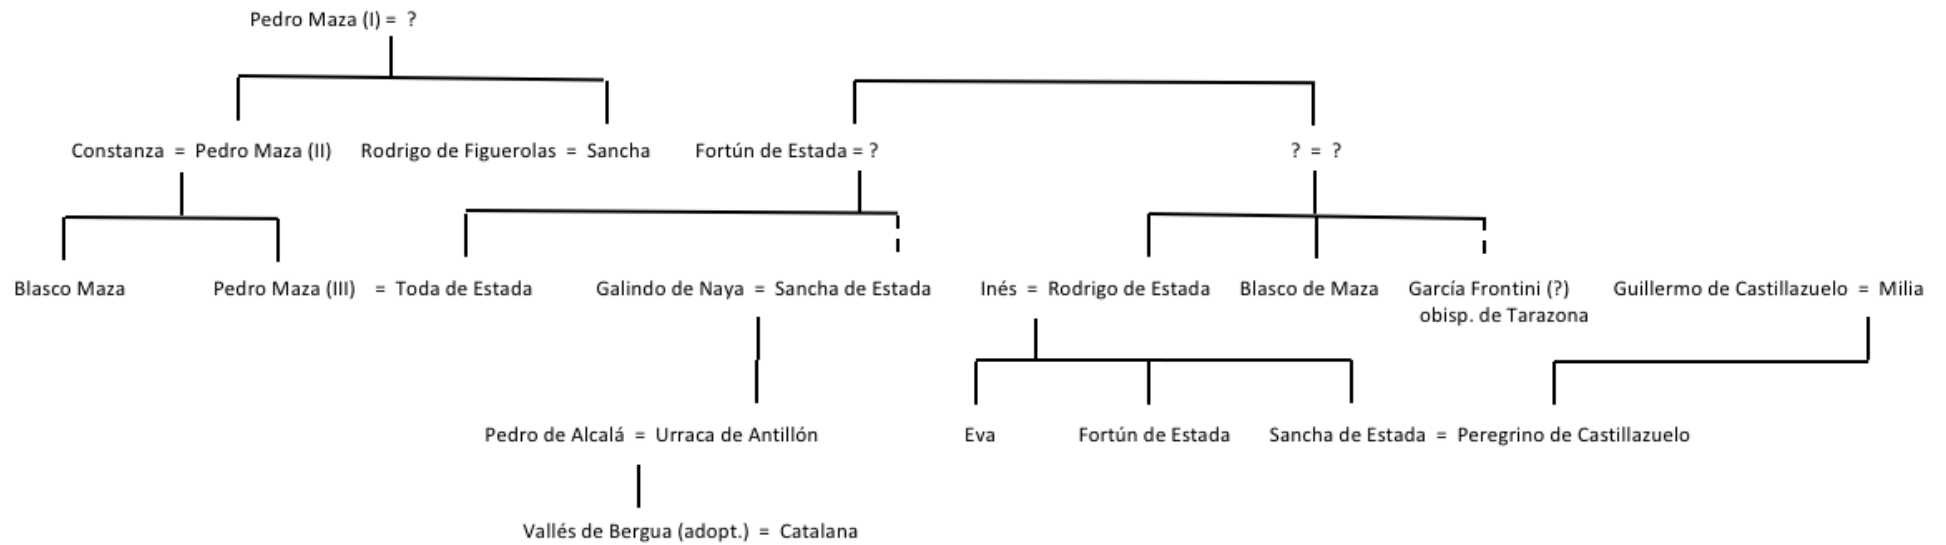 Pedro Maza (I) = ?
Constanza = Pedro Maza (II) Rodrigo de Figuerolas = Sancha Fortún de Estada = ? ? = ?
Blasco Maza Pedro Maza (III) = Toda de Estada Galindo de Naya = Sancha de Estada Inés = Rodrigo de Estada Blasco de Maza García Frontini (?) Guillermo de Castillazuelo = Milia
obisp. de Tarazona
Pedro de Alcalá = Urraca de Antillón Eva Fortún de Estada Sancha de Estada = Peregrino de Castillazuelo
Vallés de Bergua (adopt.) = Catalana